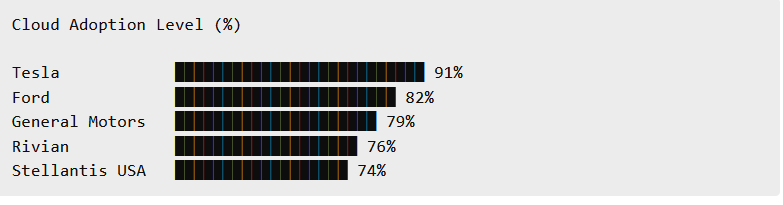 Cloud Adoption Level (%)
Tesla 91%
Ford 82%
General Motors 79%
Rivian 76%
Stellantis USA 74%